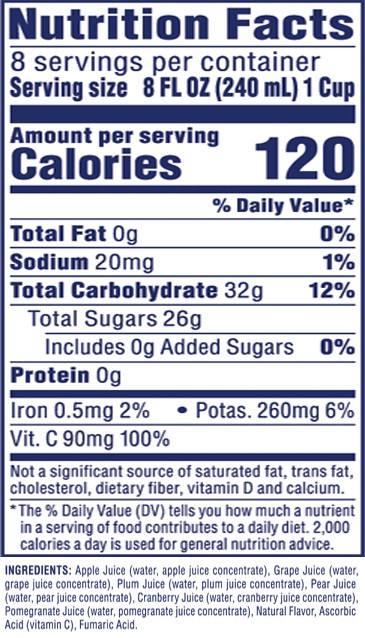 Nutrition Facts
8 servings per container
Serving size 8 FL OZ (240 mL) 1 Cup
Amount per serving
Calories 120
% Daily Value*
Total Fat 0g 0%
Sodium 20mg 1%
Total Carbohydrate 32g 12%
Total Sugars 26g
Includes 0g Added Sugars 0%
Protein 0g
Iron 0.5mg 2% • Potas. 260mg 6%
Vit. C 90mg 100%
Not a significant source of saturated fat, trans fat,
cholesterol, dietary fiber, vitamin D and calcium.
*The % Daily Value (DV) tells you how much a nutrient
in a serving of food contributes to a daily diet. 2,000
calories a day is used for general nutrition advice.
INGREDIENTS: Apple Juice (water, apple juice concentrate), Grape Juice (water,
grape juice concentrate), Plum Juice (water, plum juice concentrate), Pear Juice
(water, pear juice concentrate), Cranberry Juice (water, cranberry juice concentrate),
Pomegranate Juice (water, pomegranate juice concentrate), Natural Flavor, Ascorbic
Acid (vitamin C), Fumaric Acid.